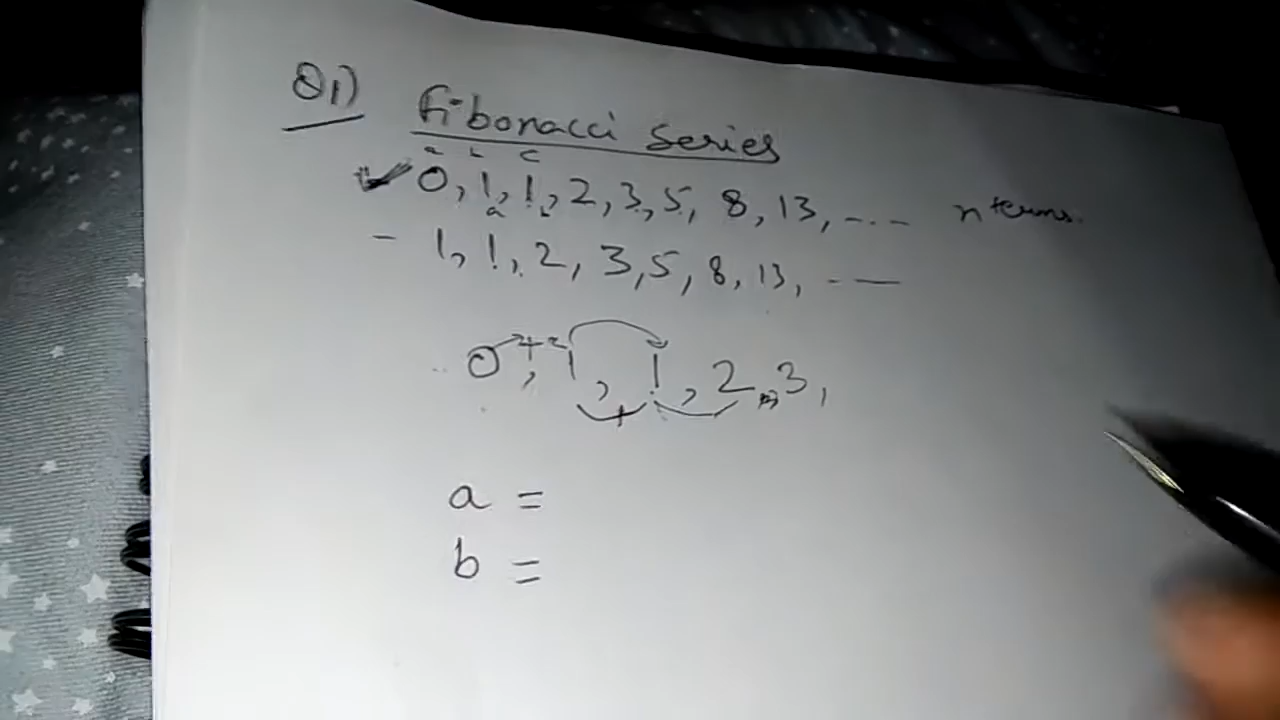 Q1) Fibonacci Series
a b c
0, 1, 1, 2, 3, 5, 8, 13, -.-- n terms.
a b
- 1, 1, 2, 3, 5, 8, 13, - —
0, + 1, 1, 2, 3,
+
a =
b =